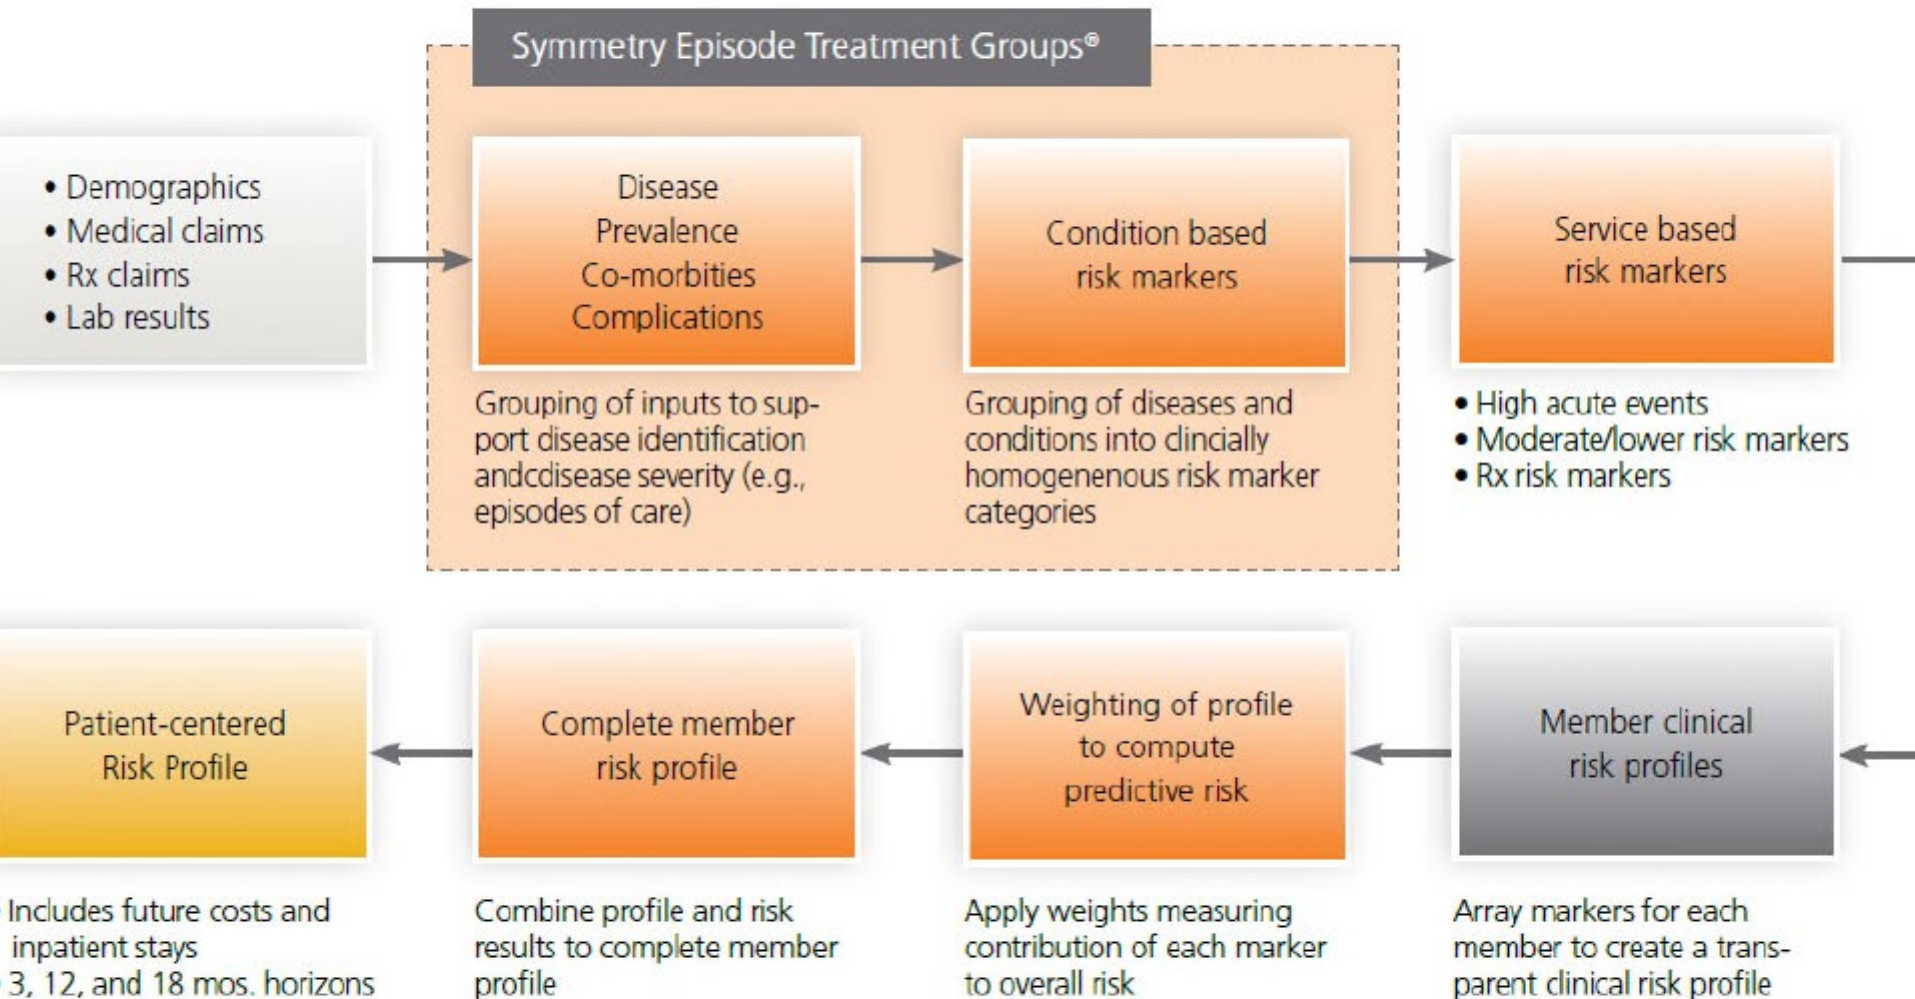 Symmetry Episode Treatment Groups®
• Demographics
• Medical claims
• Rx claims
• Lab results
Disease
Prevalence
Co-morbities
Complications
Grouping of inputs to sup-
port disease identification
andcdisease severity (e.g.,
episodes of care)
Condition based
risk markers
Grouping of diseases and
conditions into clincially
homogenenous risk marker
categories
Service based
risk markers
• High acute events
• Moderate/lower risk markers
• Rx risk markers
Member clinical
risk profiles
Array markers for each
member to create a trans-
parent clinical risk profile
Weighting of profile
to compute
predictive risk
Apply weights measuring
contribution of each marker
to overall risk
Complete member
risk profile
Combine profile and risk
results to complete member
profile
Patient-centered
Risk Profile
Includes future costs and
inpatient stays
3, 12, and 18 mos. horizons